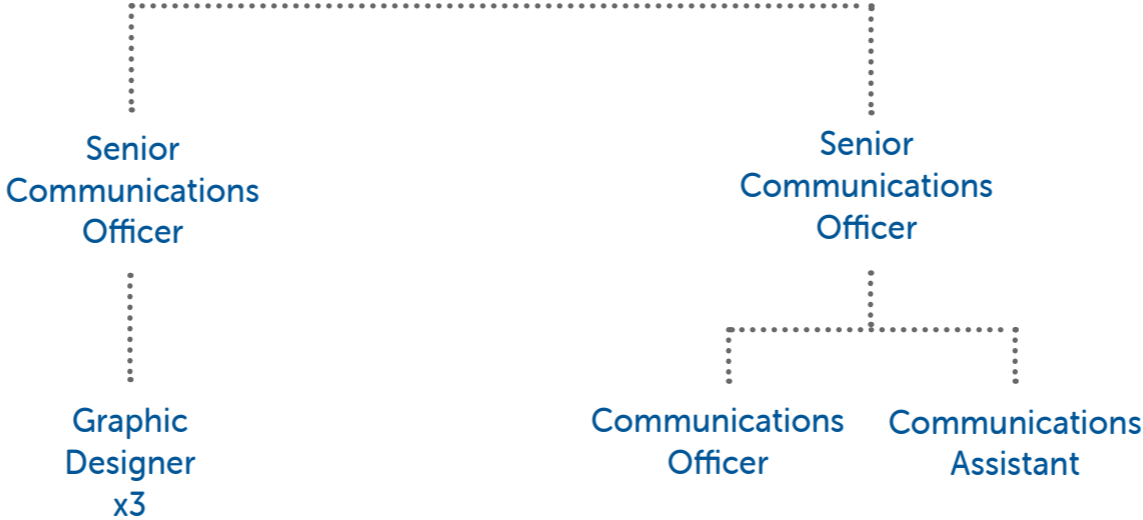 Senior
Communications
Officer
Senior
Communications
Officer
Graphic
Designer
x3
Communications
Officer
Communications
Assistant